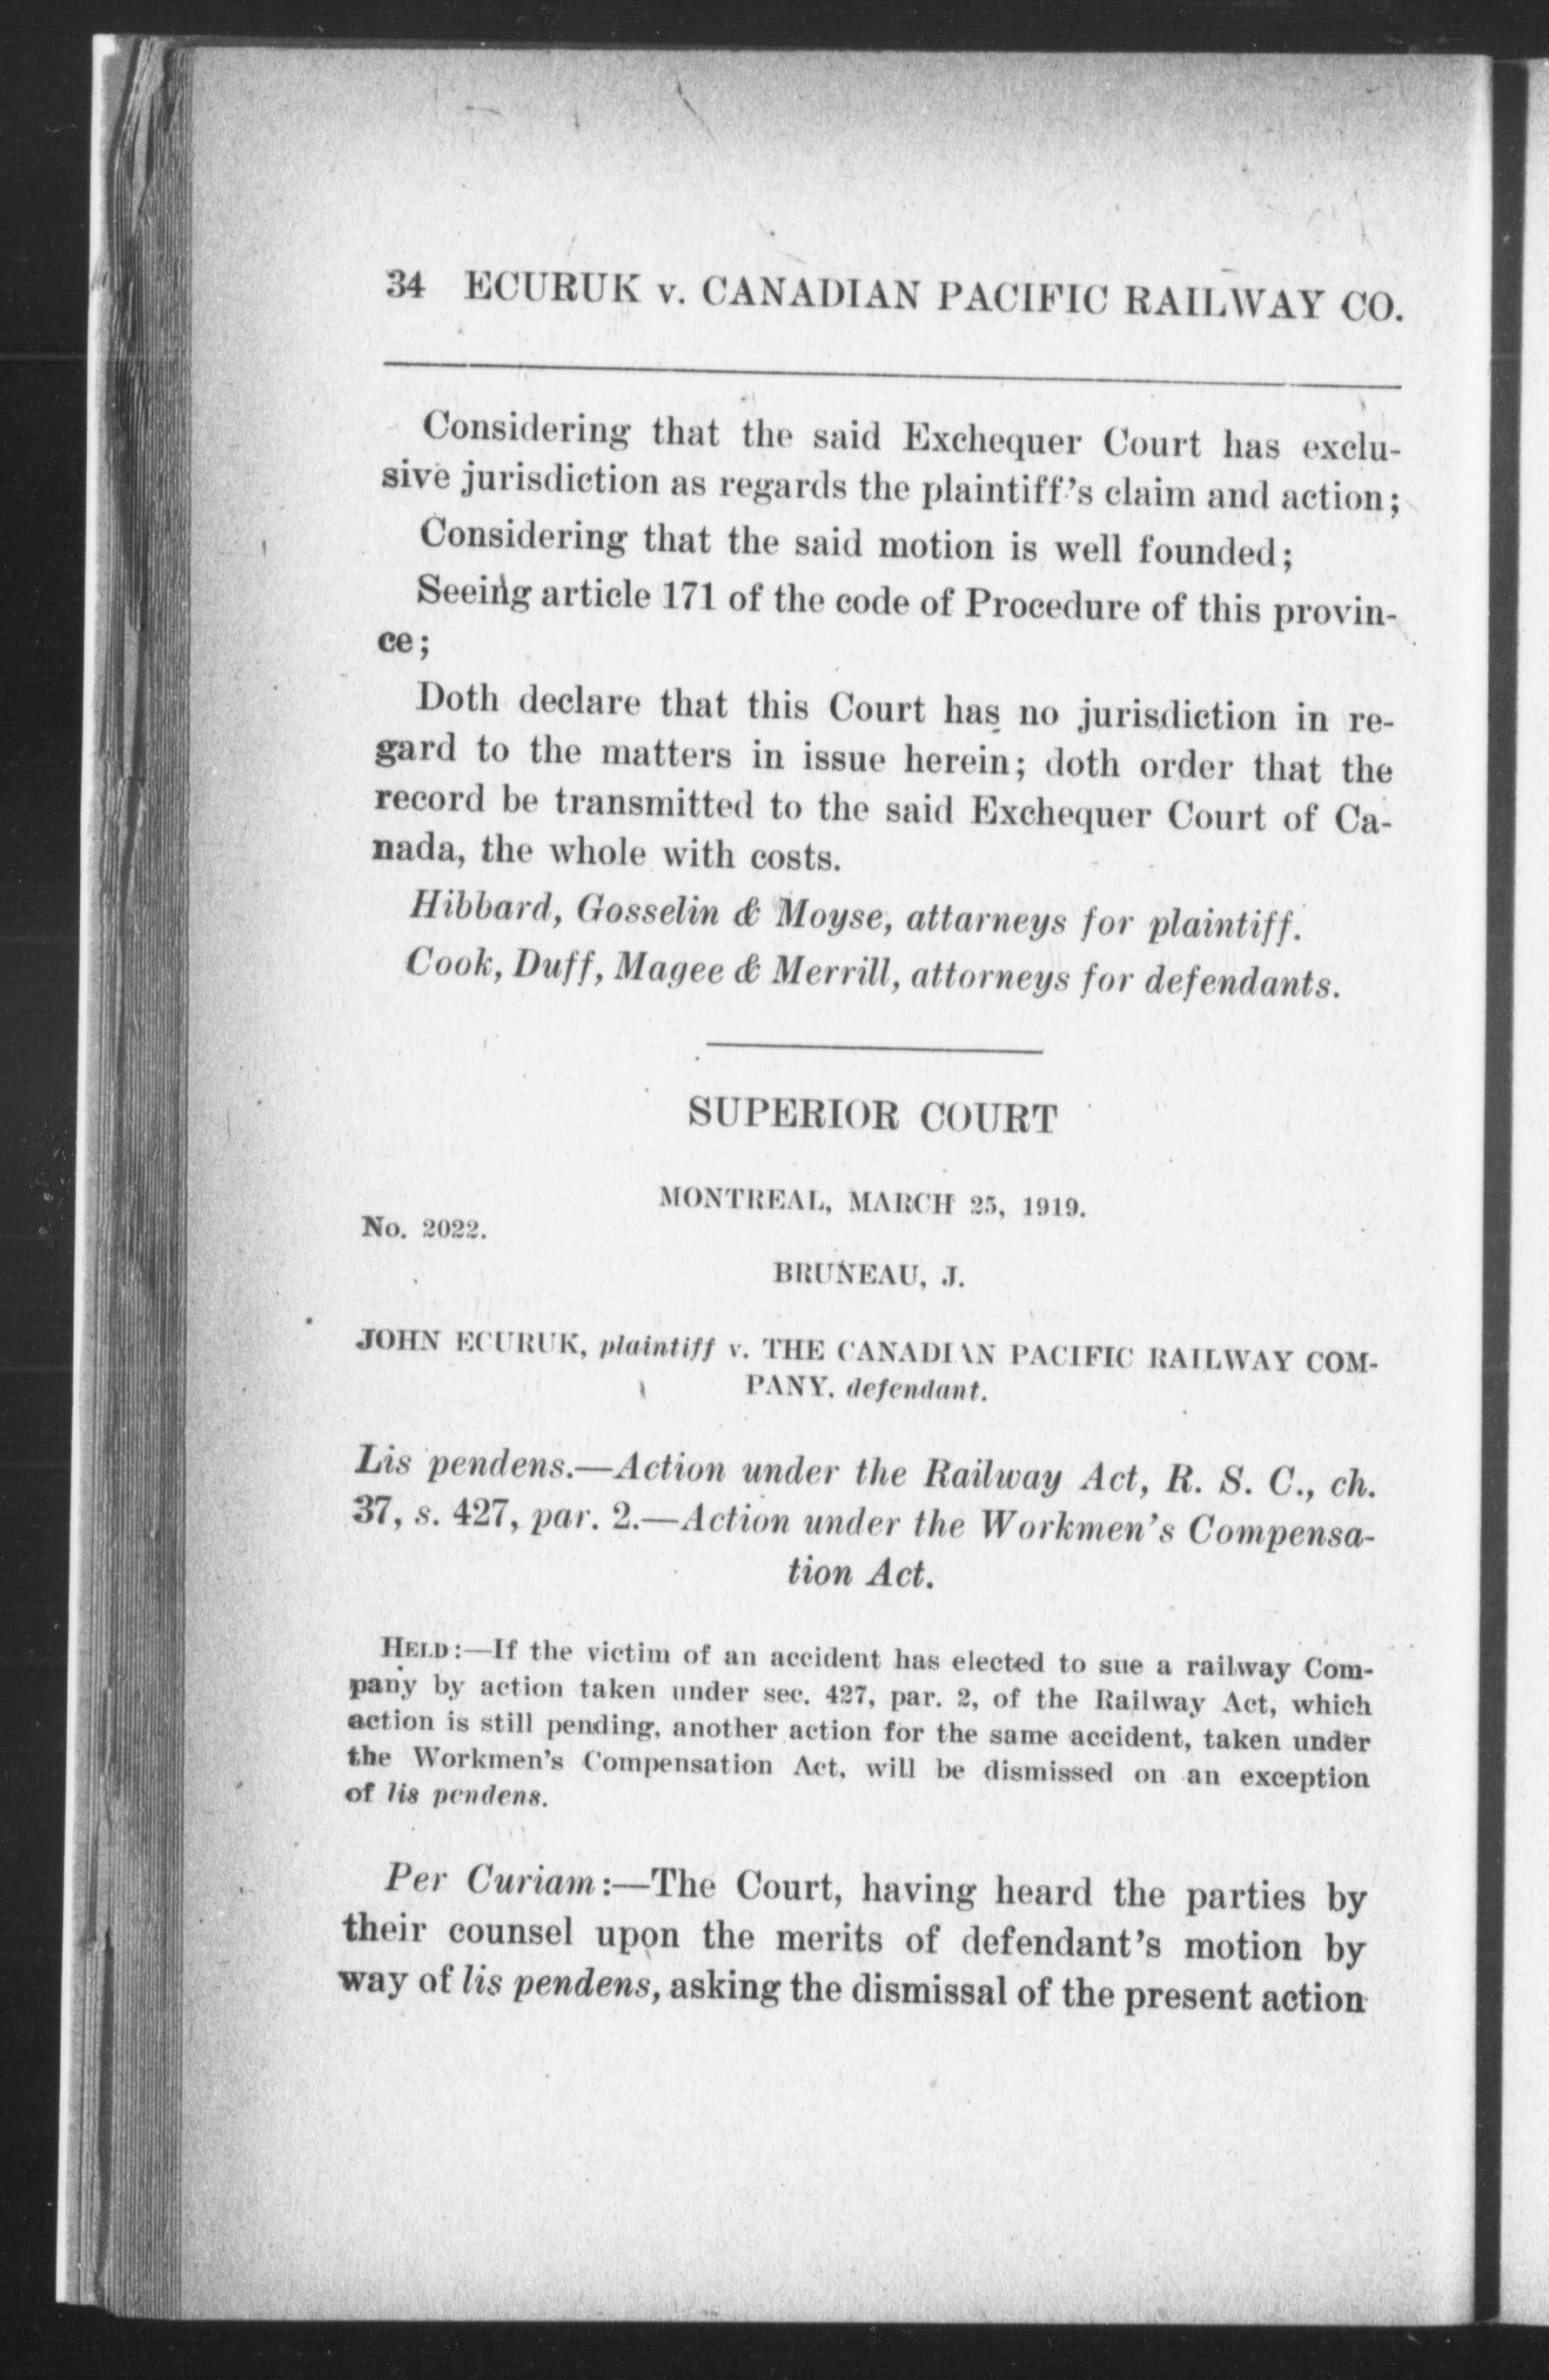 34 ECURUK v. CANADIAN PACIFIC RAILWAY CO.
Considering that the said Exchequer Court has exclu-
sive jurisdiction as regards the plaintiff's claim and action;
Considering that the said motion is well founded;
Seeing article 171 of the code of Procedure of this provin-
ce;
Doth declare that this Court has no jurisdiction in re-
gard to the matters in issue herein; doth order that the
record be transmitted to the said Exchequer Court of Ca-
nada, the whole with costs.
Hibbard, Gosselin & Moyse, attarneys for plaintiff.
Cook, Duff, Magee & Merrill, attorneys for defendants.
SUPERIOR COURT
MONTREAL, MARCH 25, 1919.
No. 2022.
BRUNEAU, J.
JOHN ECURUK, plaintiff v. THE CANADIAN PACIFIC RAILWAY COM-
PANY, defendant.
Lis pendens.—Action under the Railway Act, R. S. C., ch.
37, s. 427, par. 2.—Action under the Workmen's Compensa-
tion Act.
HELD:—If the victim of an accident has elected to sue a railway Com-
pany by action taken under sec. 427, par. 2, of the Railway Act, which
action is still pending, another action for the same accident, taken under
the Workmen's Compensation Act, will be dismissed on an exception
of lis pendens.
Per Curiam:—The Court, having heard the parties by
their counsel upon the merits of defendant's motion by
way of lis pendens, asking the dismissal of the present action